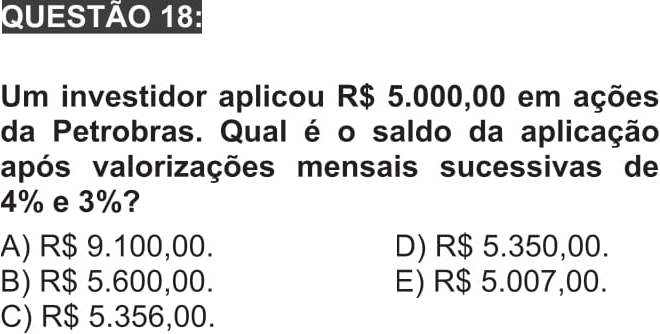 QUESTÃO 18:
Um investidor aplicou R$ 5.000,00 em ações
da Petrobras. Qual é o saldo da aplicação
após valorizações mensais sucessivas de
4% e 3%?
A) R$ 9.100,00.
B) R$ 5.600,00.
C) R$ 5.356,00.
D) R$ 5.350,00.
E) R$ 5.007,00.